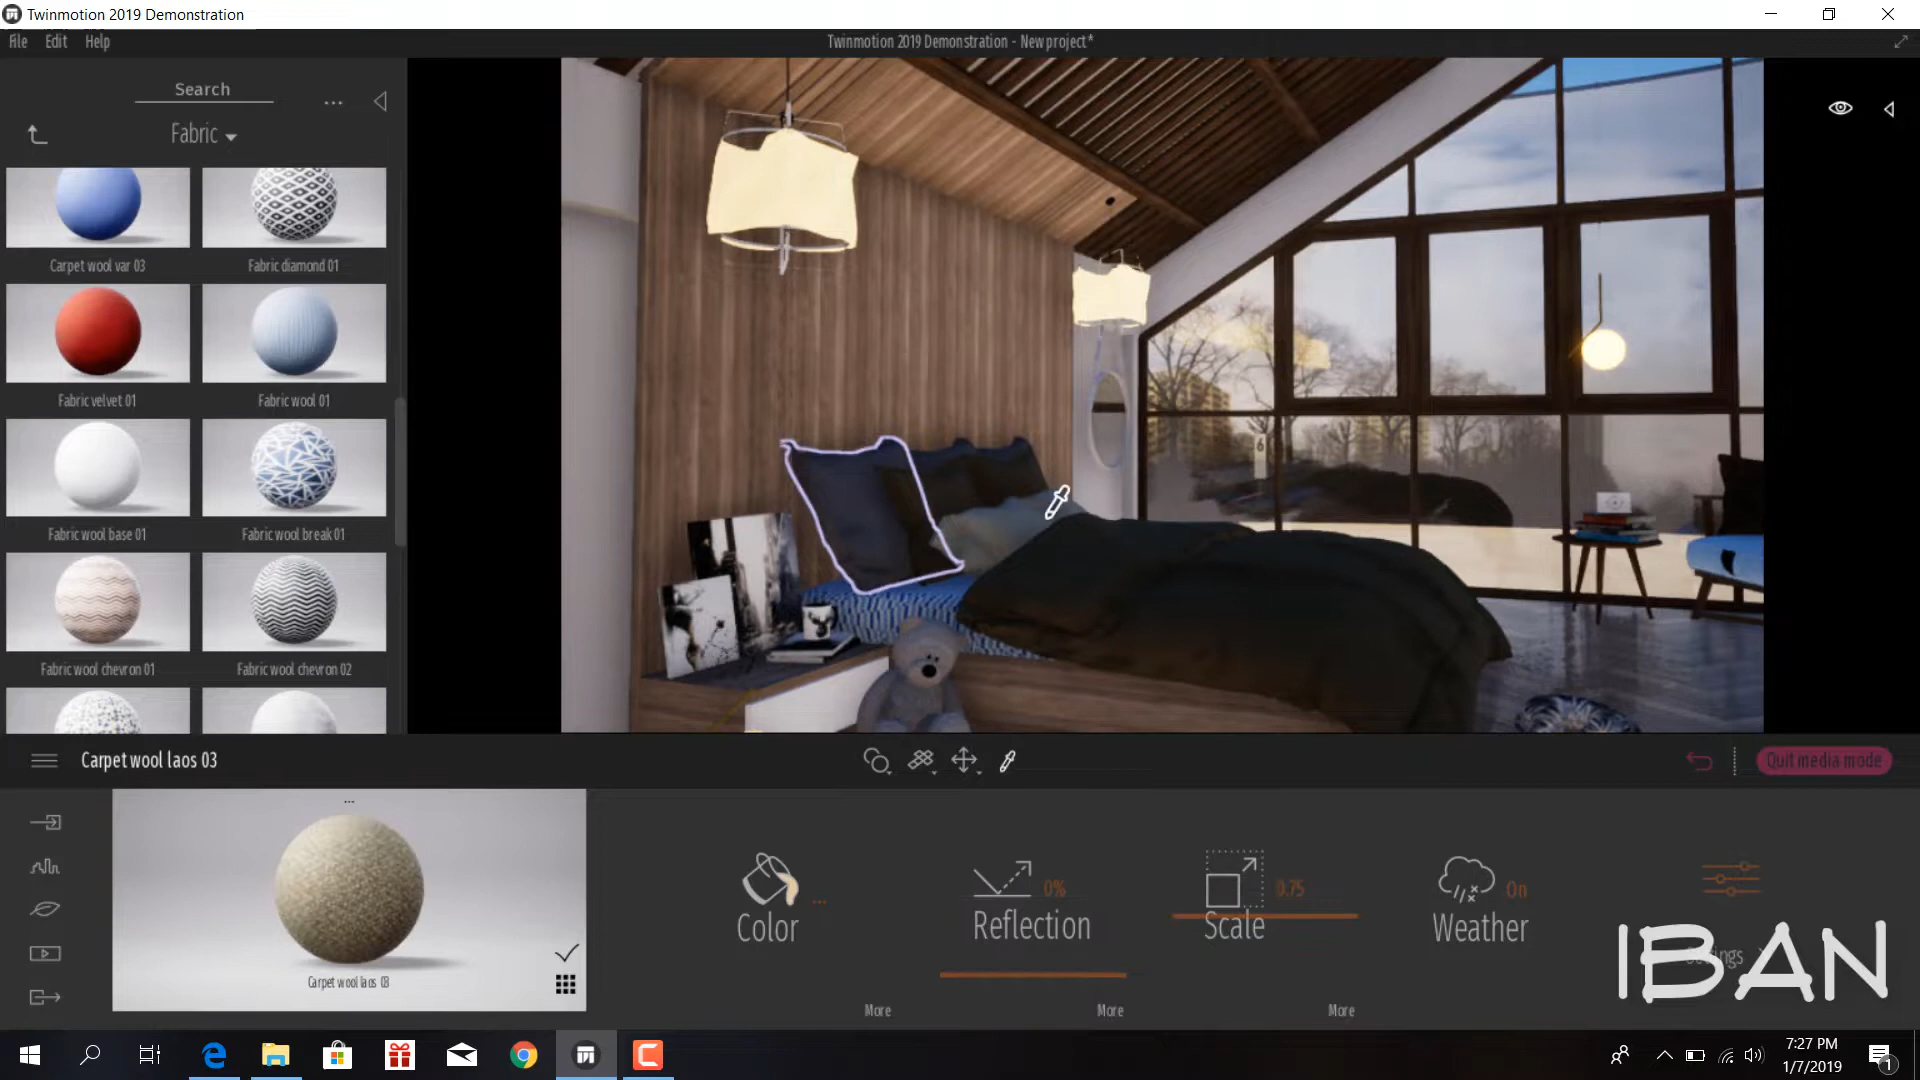 Twinmotion 2019 Demonstration
File Edit Help
Twinmotion 2019 Demonstration - New project*
Search
...
Fabric
Carpet wool var 03
Fabric diamond 01
Fabric velvet 01
Fabric wool 01
Fabric wool base 01
Fabric wool break 01
Fabric wool chevron 01
Fabric wool chevron 02
6
Carpet wool laos 03
Quit media mode
...
Carpet wool laos 03
Color
...
0%
Reflection
0.75
Scale
On
Weather
More
More
More
IBAN
7:27 PM
1/7/2019
1